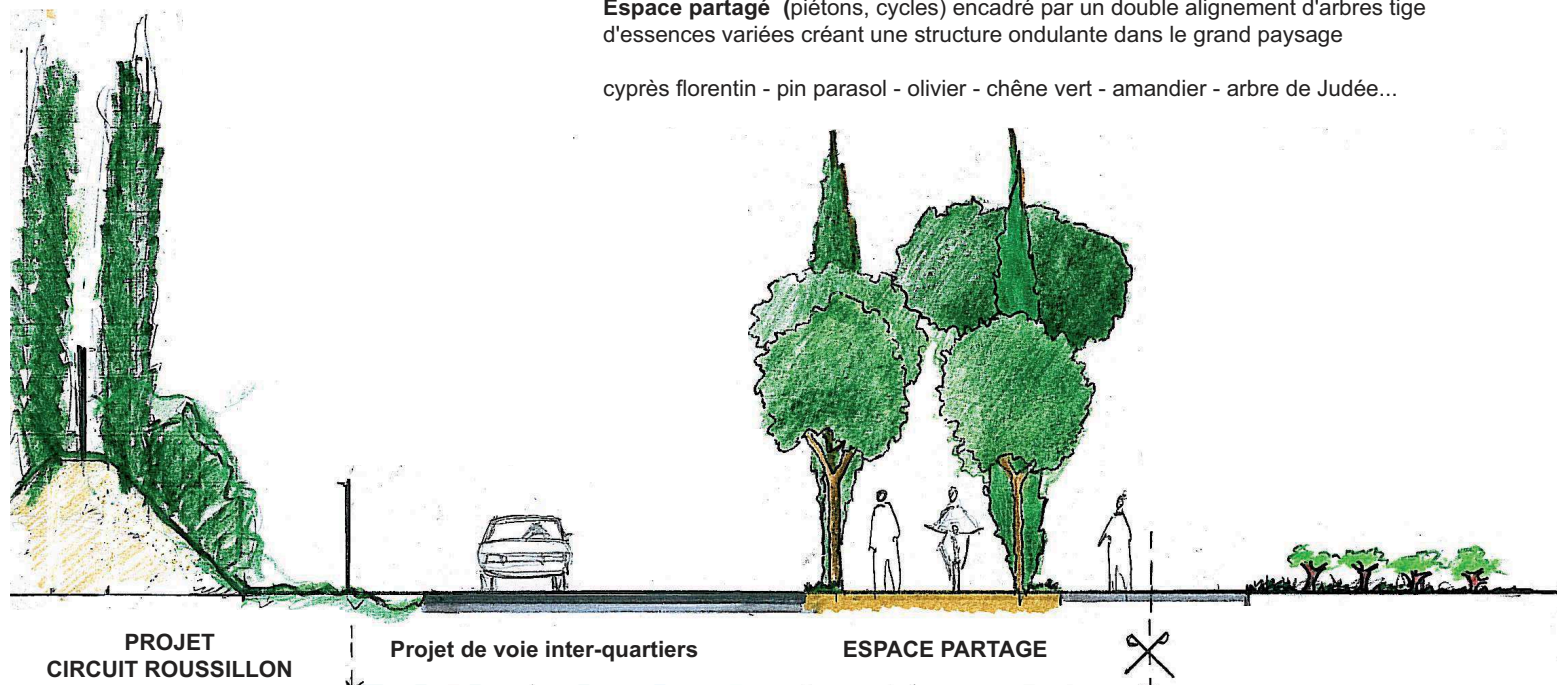 Espace partagé (piétons, cycles) encadré par un double alignement d'arbres tige
d'essences variées créant une structure ondulante dans le grand paysage
cyprès florentin - pin parasol - olivier - chêne vert - amandier - arbre de Judée...
PROJET
CIRCUIT ROUSSILLON
Projet de voie inter-quartiers
ESPACE PARTAGE